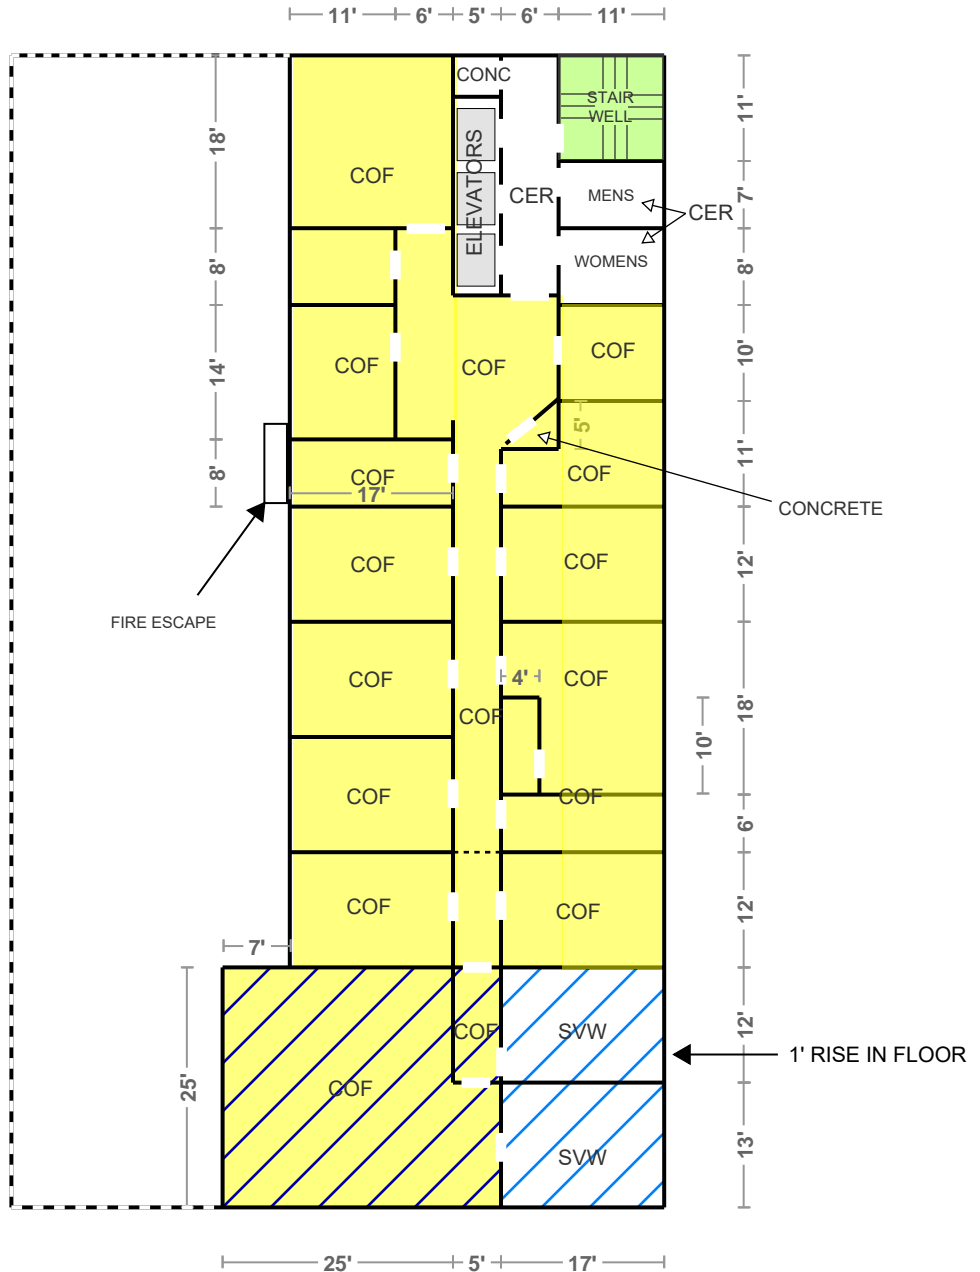 11' 6' 5' 6' 11'
CONC
STAIR
WELL
11'
18'
ELEVATORS
COF
CER
MENS
7'
CER
WOMENS
8'
8'
COF
10'
COF
COF
14'
5'
COF
11'
COF
8'
17'
CONCRETE
COF
COF
12'
FIRE ESCAPE
COF
4'
COF
18'
COF
10'
COF
COF
6'
COF
COF
12'
7'
COF
SVW
12'
1' RISE IN FLOOR
25'
COF
SVW
13'
25' 5' 17'